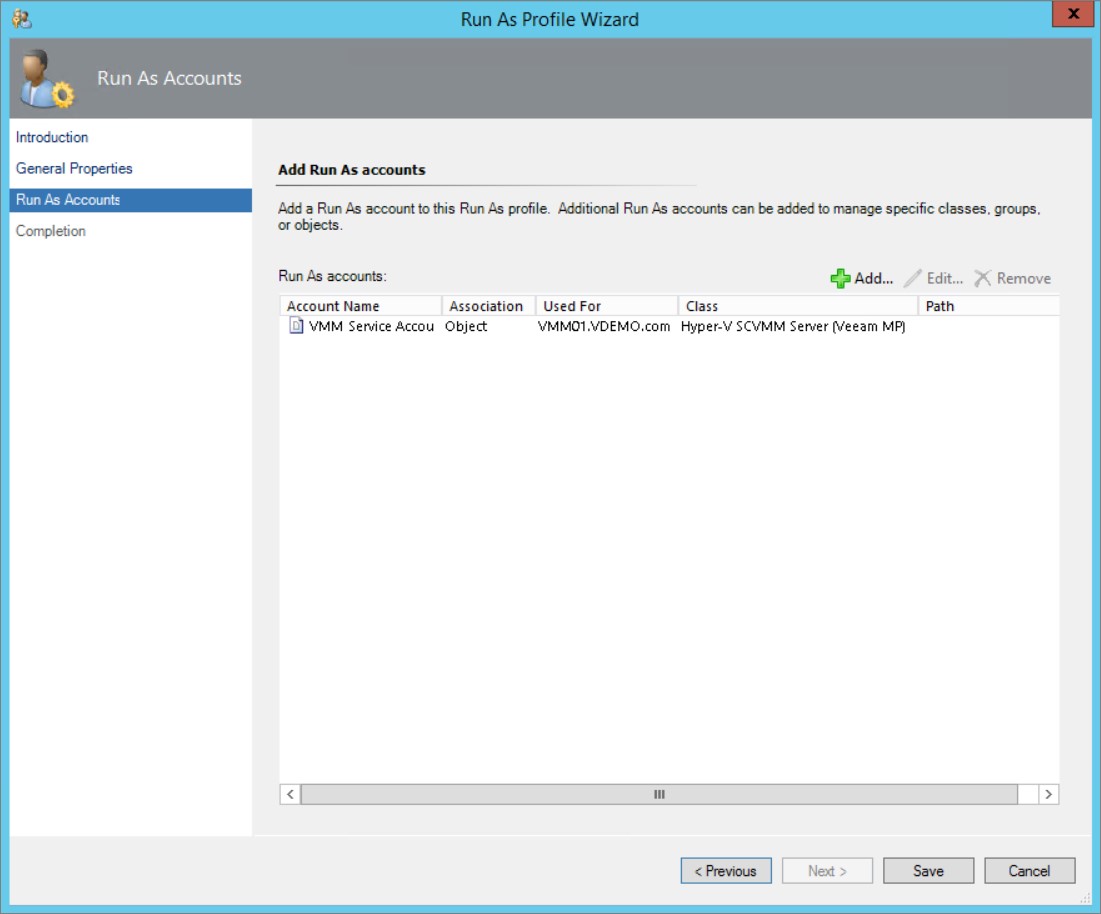 Run As Profile Wizard
x
Run As Accounts
Introduction
General Properties
Run As Accounts
Completion
Add Run As accounts
Add a Run As account to this Run As profile. Additional Run As accounts can be added to manage specific classes, groups,
or objects.
Run As accounts:
Add... Edit... Remove
Account Name Association Used For Class Path
VMM Service Accou Object VMM01.VDEMO.com Hyper-V SCVMM Server (Veeam MP)
< Previous Next > Save Cancel